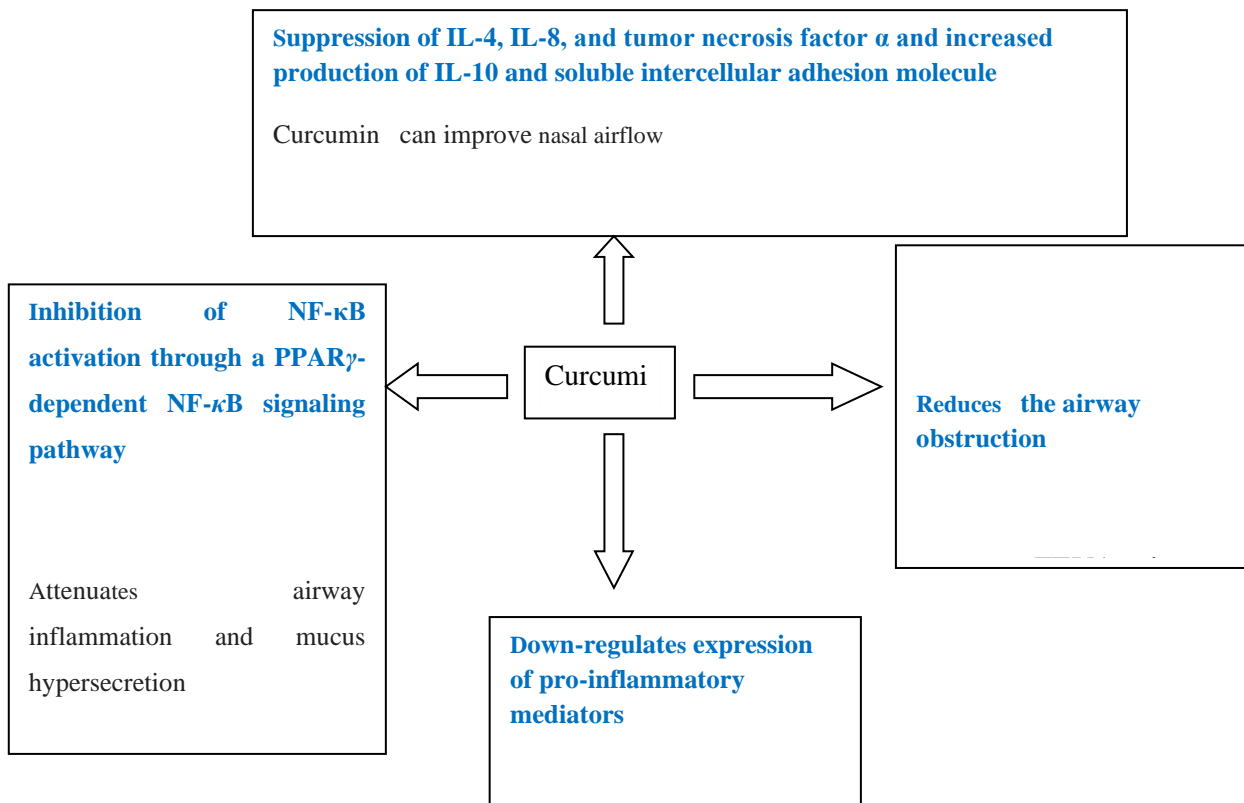 Suppression of IL-4, IL-8, and tumor necrosis factor α and increased
production of IL-10 and soluble intercellular adhesion molecule
Curcumin can improve nasal airflow
Inhibition of NF-κB
activation through a PPARγ-
dependent NF-κB signaling
pathway
Attenuates airway
inflammation and mucus
hypersecretion
Curcumi
Reduces the airway
obstruction
Down-regulates expression
of pro-inflammatory
mediators